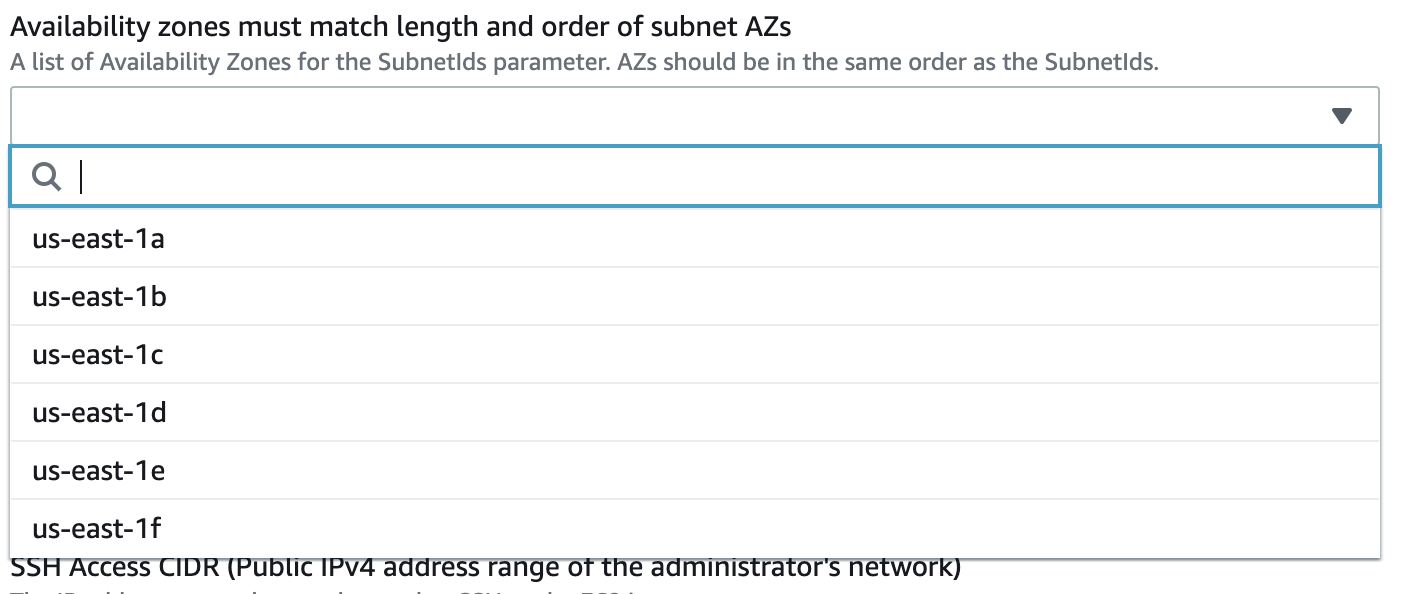 Availability zones must match length and order of subnet AZs
A list of Availability Zones for the SubnetIds parameter. AZs should be in the same order as the SubnetIds.
us-east-1a
us-east-1b
us-east-1c
us-east-1d
us-east-1e
us-east-1f
SSH Access CIDR (Public IPv4 address range of the administrator's network)